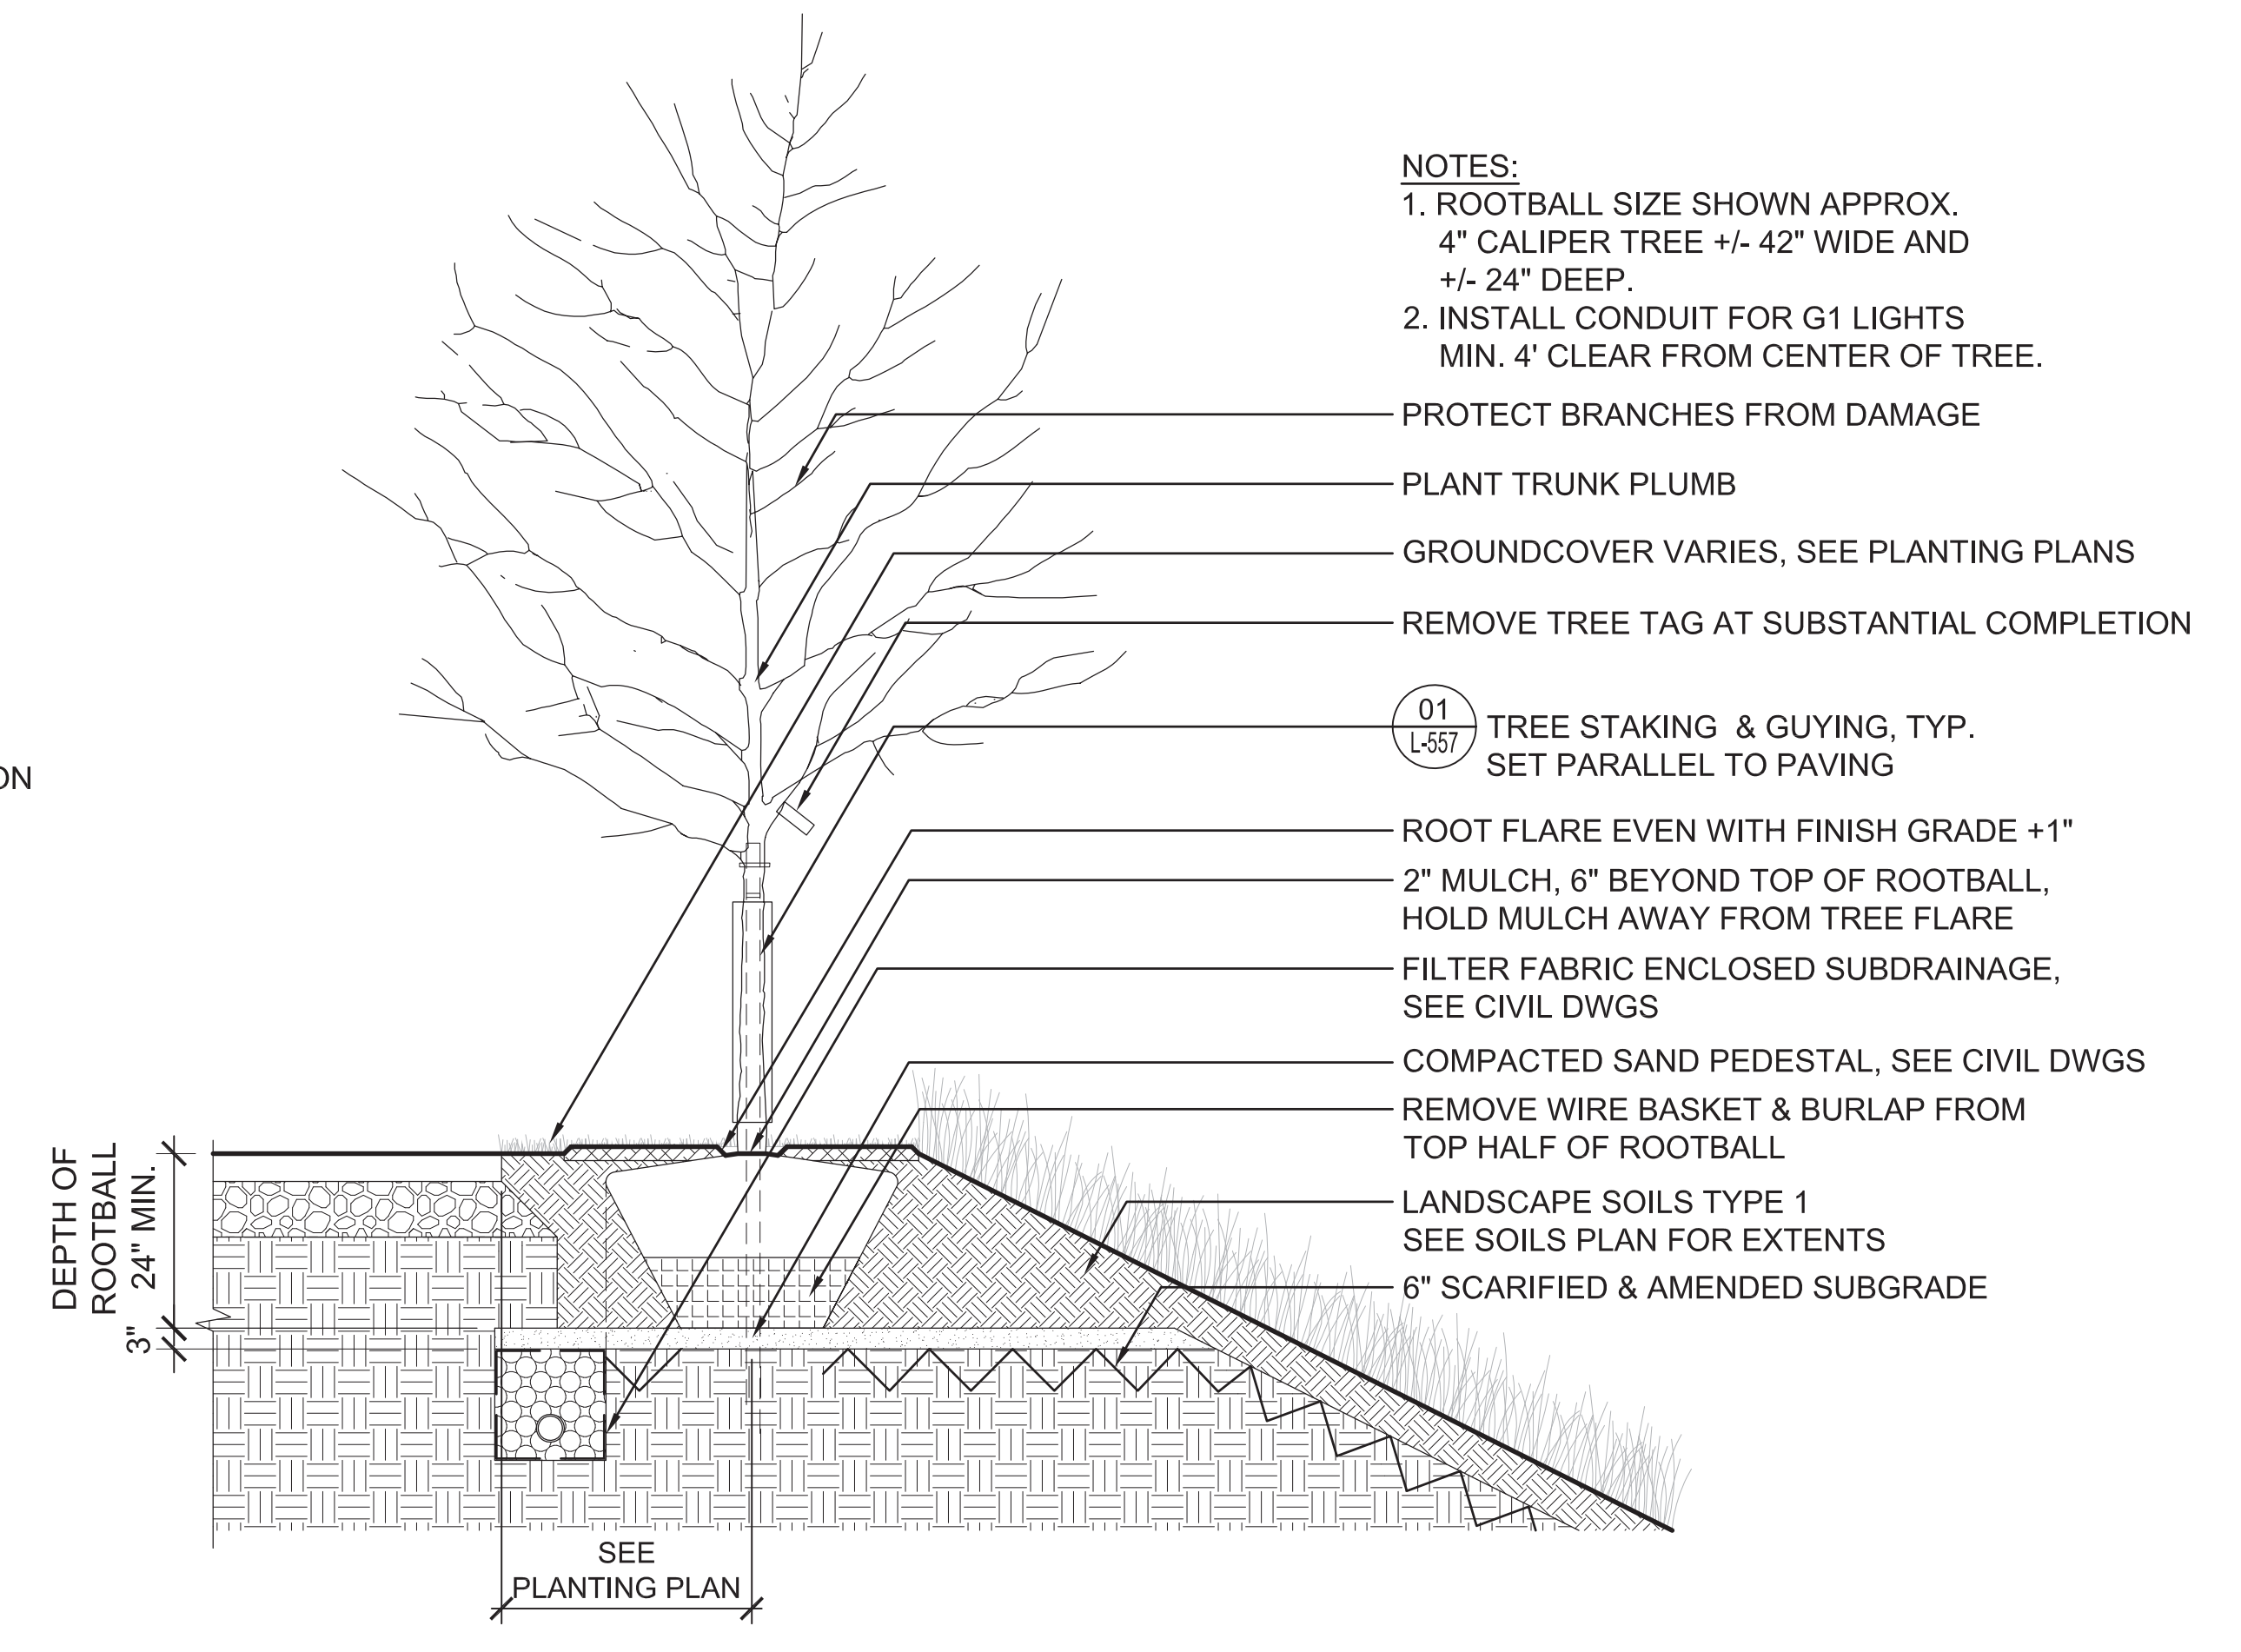 NOTES:
1. ROOTBALL SIZE SHOWN APPROX.
4" CALIPER TREE +/- 42" WIDE AND
+/- 24" DEEP.
2. INSTALL CONDUIT FOR G1 LIGHTS
MIN. 4' CLEAR FROM CENTER OF TREE.
PROTECT BRANCHES FROM DAMAGE
PLANT TRUNK PLUMB
GROUNDCOVER VARIES, SEE PLANTING PLANS
REMOVE TREE TAG AT SUBSTANTIAL COMPLETION
01
L-557
TREE STAKING & GUYING, TYP.
SET PARALLEL TO PAVING
ON
ROOT FLARE EVEN WITH FINISH GRADE +1"
2" MULCH, 6" BEYOND TOP OF ROOTBALL,
HOLD MULCH AWAY FROM TREE FLARE
FILTER FABRIC ENCLOSED SUBDRAINAGE,
SEE CIVIL DWGS
COMPACTED SAND PEDESTAL, SEE CIVIL DWGS
REMOVE WIRE BASKET & BURLAP FROM
TOP HALF OF ROOTBALL
LANDSCAPE SOILS TYPE 1
SEE SOILS PLAN FOR EXTENTS
6" SCARIFIED & AMENDED SUBGRADE
DEPTH OF
ROOTBALL
24" MIN.
3"
SEE
PLANTING PLAN